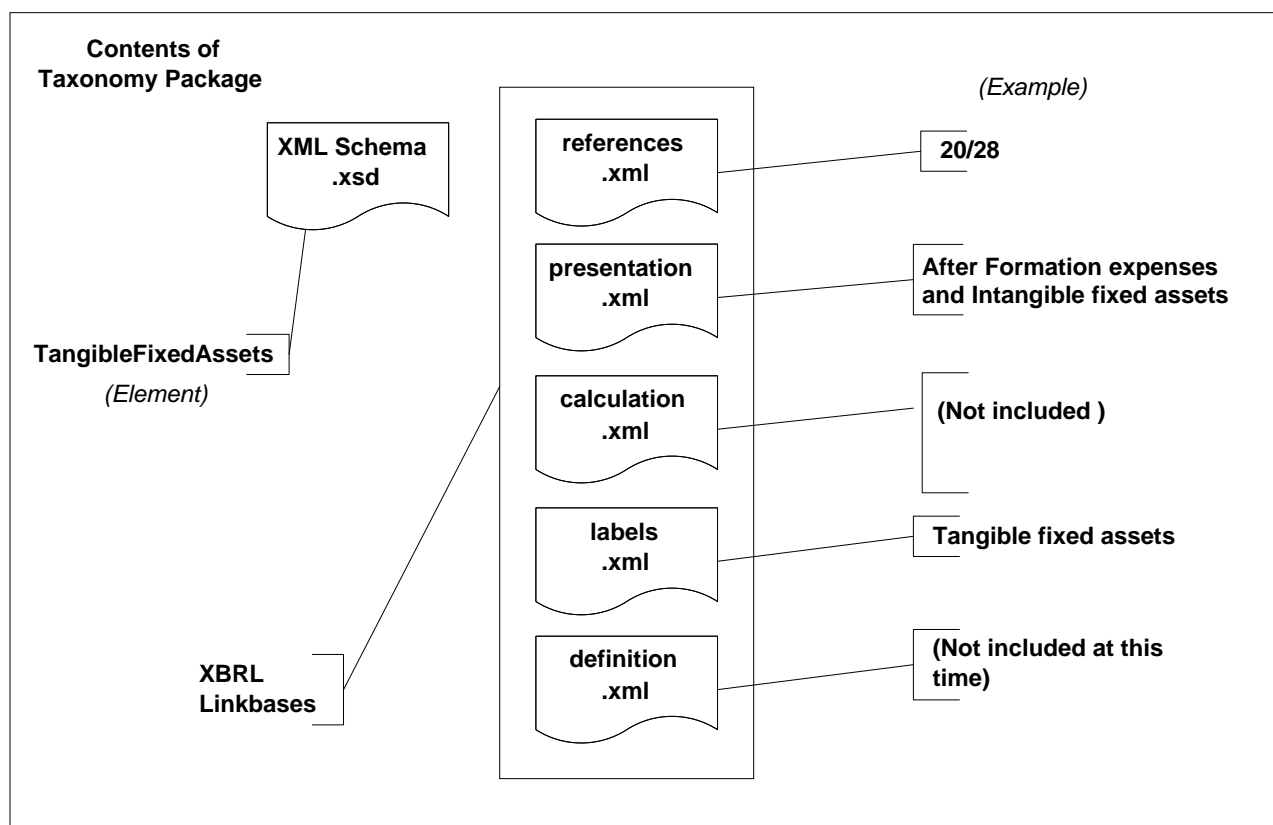 Contents of
Taxonomy Package
(Example)
XML Schema
.xsd
references
.xml
20/28
presentation
.xml
After Formation expenses
and Intangible fixed assets
TangibleFixedAssets
(Element)
calculation
.xml
(Not included )
labels
.xml
Tangible fixed assets
XBRL
Linkbases
definition
.xml
(Not included at this
time)